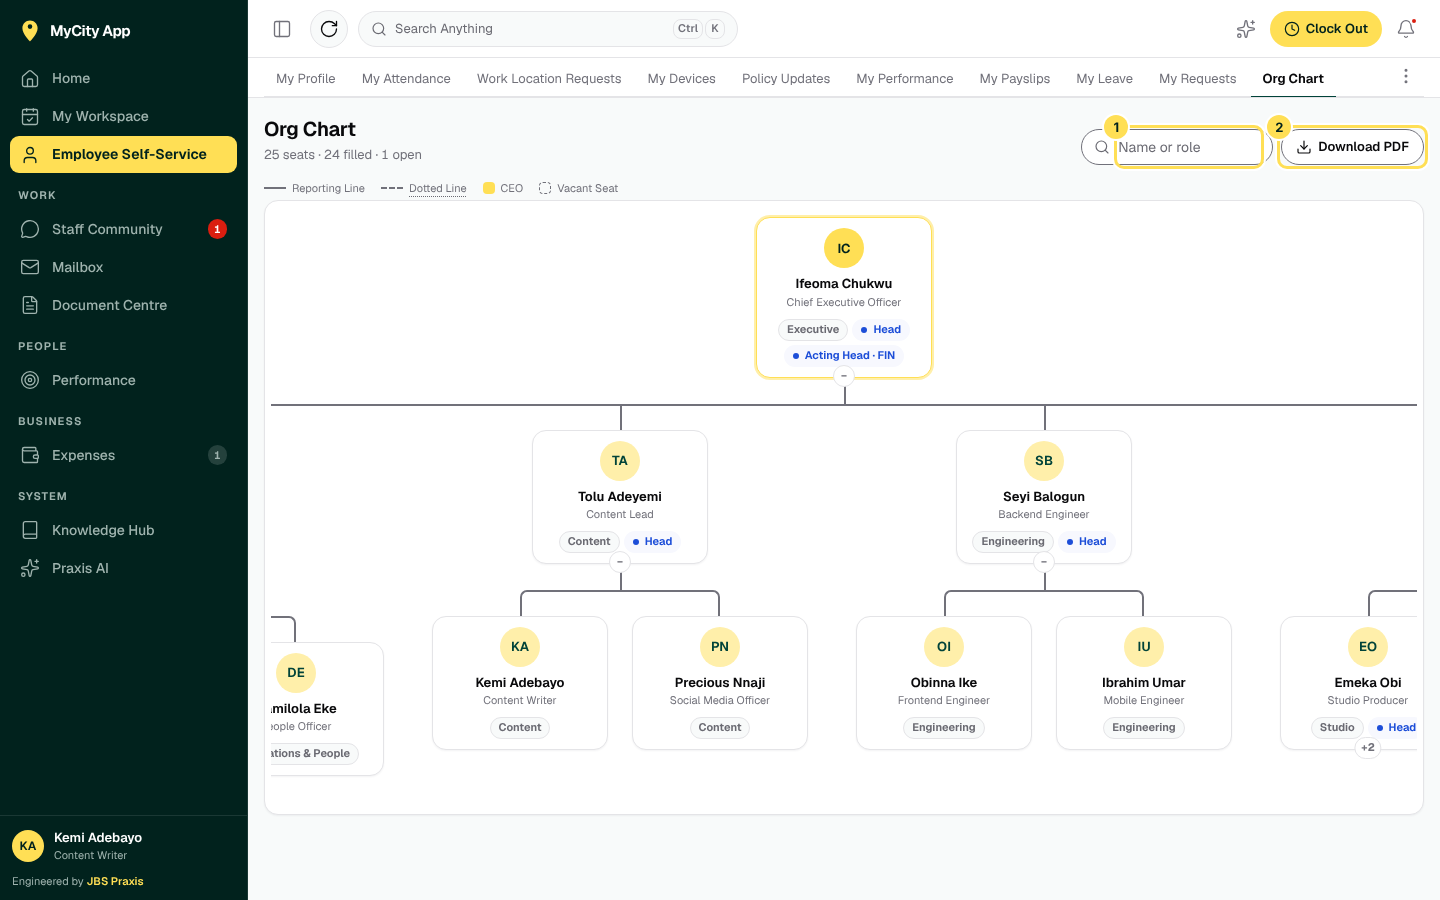 MyCity App
Home
My Workspace
Employee Self-Service
WORK
Staff Community 1
Mailbox
Document Centre
PEOPLE
Performance
BUSINESS
Expenses 1
SYSTEM
Knowledge Hub
Praxis AI
KA
Kemi Adebayo
Content Writer
Engineered by JBS Praxis
Search Anything Ctrl K
Clock Out
My Profile My Attendance Work Location Requests My Devices Policy Updates My Performance My Payslips My Leave My Requests Org Chart
Org Chart
25 seats · 24 filled · 1 open
1 2
Name or role Download PDF
Reporting Line Dotted Line CEO Vacant Seat
IC
Ifeoma Chukwu
Chief Executive Officer
Executive Head
Acting Head · FIN
−
TA SB
Tolu Adeyemi Seyi Balogun
Content Lead Backend Engineer
Content Head Engineering Head
− −
DE KA PN OI IU EO
milola Eke Kemi Adebayo Precious Nnaji Obinna Ike Ibrahim Umar Emeka Obi
ople Officer Content Writer Social Media Officer Frontend Engineer Mobile Engineer Studio Producer
ations & People Content Content Engineering Engineering Studio Head
+2